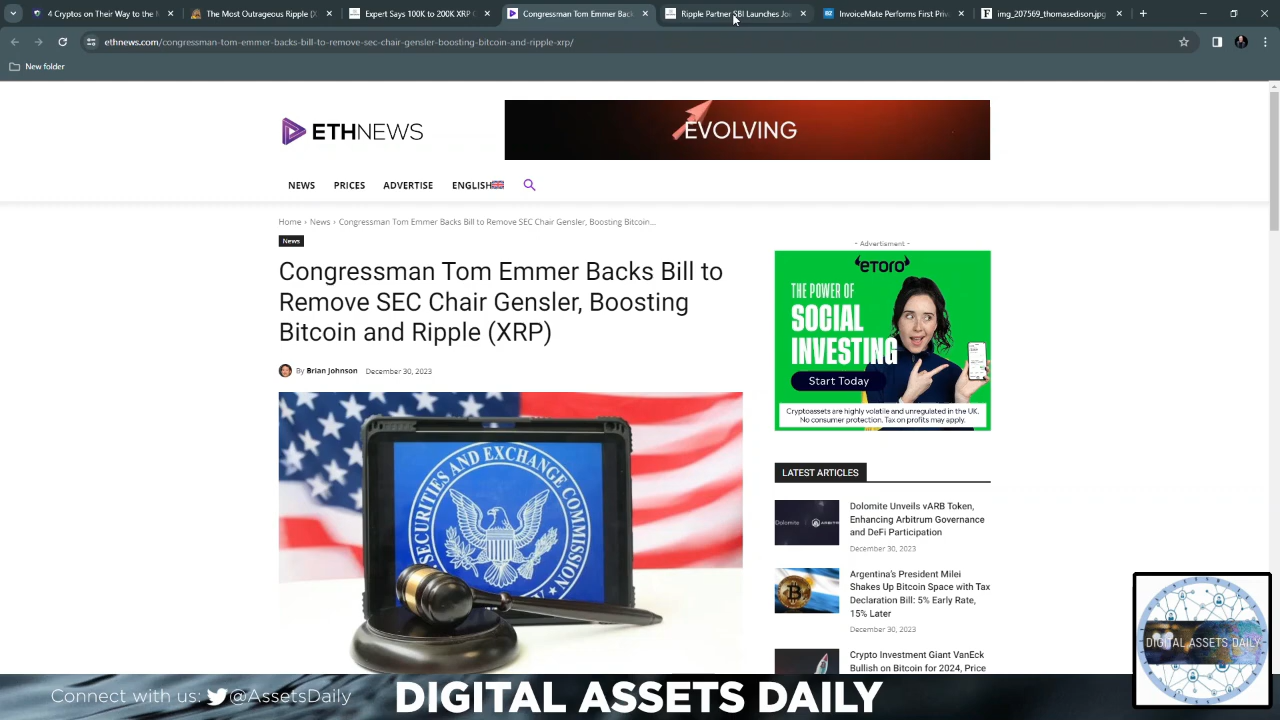 4 Cryptos on Their Way to the
The Most Outrageous Ripple (
Expert Says 100K to 200K XRP
Congressman Tom Emmer Back
Ripple Partner SBI Launches Jo
InvoiceMate Performs First Priv
img_207569_thomasedison.jpg
ethnews.com/congressman-tom-emmer-backs-bill-to-remove-sec-chair-gensler-boosting-bitcoin-and-ripple-xrp/
New folder
ETHNEWS
EVOLVING
NEWS
PRICES
ADVERTISE
ENGLISH
Home › News › Congressman Tom Emmer Backs Bill to Remove SEC Chair Gensler, Boosting Bitcoin...
News
Congressman Tom Emmer Backs Bill to
Remove SEC Chair Gensler, Boosting
Bitcoin and Ripple (XRP)
By Brian Johnson
December 30, 2023
SECURITIES AND EXCHANGE COMMISSION
- Advertisment -
eToro
THE POWER OF
SOCIAL
INVESTING
Start Today
Cryptoassets are highly volatile and unregulated in the UK.
No consumer protection. Tax on profits may apply.
LATEST ARTICLES
Dolomite Unveils vARB Token,
Enhancing Arbitrum Governance
and DeFi Participation
December 30, 2023
Argentina's President Milei
Shakes Up Bitcoin Space with Tax
Declaration Bill: 5% Early Rate,
15% Later
December 30, 2023
Crypto Investment Giant VanEck
Bullish on Bitcoin for 2024, Price
DIGITAL ASSETS DAILY
Connect with us: @AssetsDaily
DIGITAL ASSETS DAILY